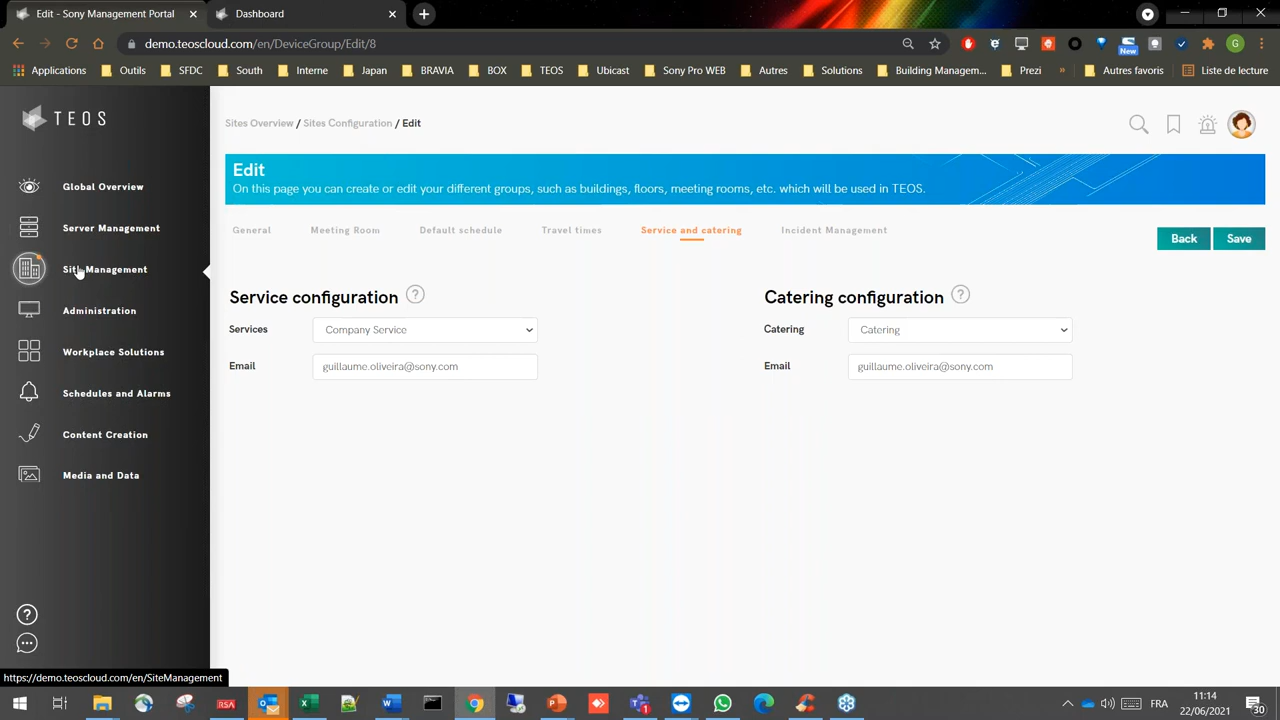 Edit - Sony Management Portal
Dashboard
demo.teoscloud.com/en/DeviceGroup/Edit/8
New
G
Applications
Outils
SFDC
South
Interne
Japan
BRAVIA
BOX
TEOS
Ubicast
Sony Pro WEB
Autres
Solutions
Building Managem...
Prezi
»
Autres favoris
Liste de lecture
TEOS
Sites Overview / Sites Configuration / Edit
Edit
On this page you can create or edit your different groups, such as buildings, floors, meeting rooms, etc. which will be used in TEOS.
General
Meeting Room
Default schedule
Travel times
Service and catering
Incident Management
Back
Save
Global Overview
Server Management
Site Management
Administration
Workplace Solutions
Schedules and Alarms
Content Creation
Media and Data
Service configuration ?
Services
Company Service
Email
guillaume.oliveira@sony.com
Catering configuration ?
Catering
Catering
Email
guillaume.oliveira@sony.com
?
https://demo.teoscloud.com/en/SiteManagement
RSA
FRA
11:14
22/06/2021
30